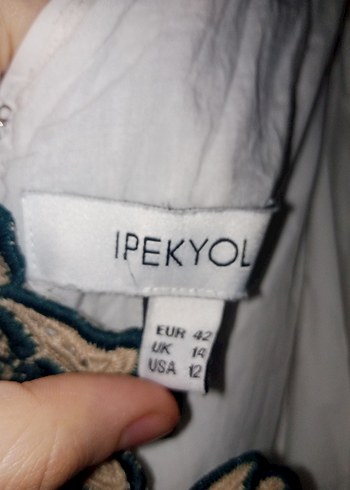 IPEKYOL
EUR 42
UK 14
USA 12